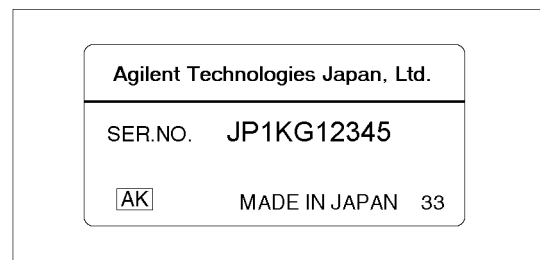 Agilent Technologies Japan, Ltd.
SER.NO. JP1KG12345
AK MADE IN JAPAN 33